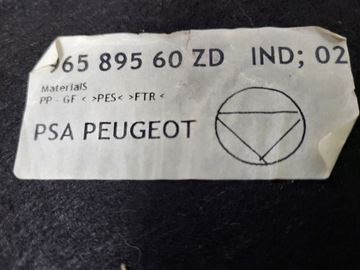 965 895 60 ZD IND; 02
MaterialS
PP - GF < >PES< >FTR <
PSA PEUGEOT